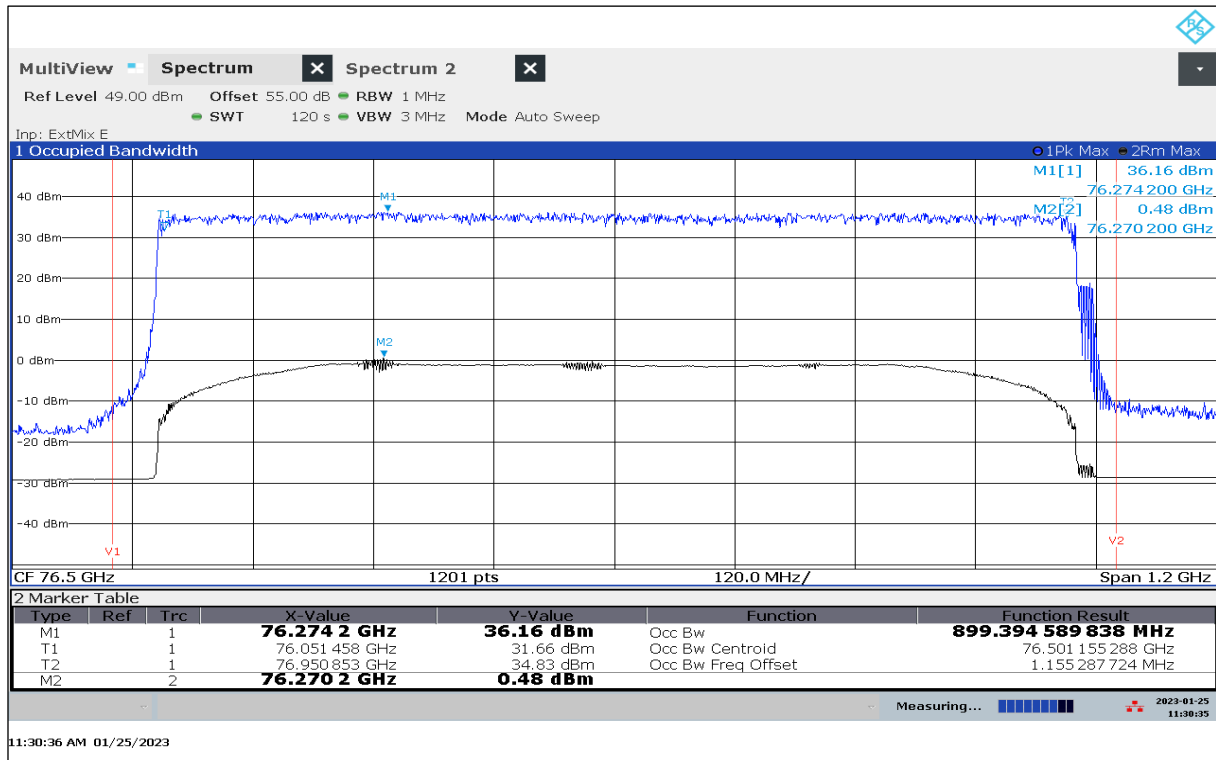 R&S
MultiView Spectrum X Spectrum 2 X
Ref Level 49.00 dBm Offset 55.00 dB RBW 1 MHz
SWT 120 s VBW 3 MHz Mode Auto Sweep
Inp: ExtMix E
1 Occupied Bandwidth 1Pk Max 2Rm Max
M1[1] 36.16 dBm
76.274200 GHz
M2[2] 0.48 dBm
76.270200 GHz
40 dBm
M1
T1
T2
30 dBm
20 dBm
10 dBm
0 dBm
M2
-10 dBm
-20 dBm
-30 dBm
-40 dBm
V1
V2
CF 76.5 GHz 1201 pts 120.0 MHz/ Span 1.2 GHz
2 Marker Table
Type Ref Trc X-Value Y-Value Function Function Result
M1 1 76.274 2 GHz 36.16 dBm Occ Bw 899.394 589 838 MHz
T1 1 76.051 458 GHz 31.66 dBm Occ Bw Centroid 76.501 155 288 GHz
T2 1 76.950 853 GHz 34.83 dBm Occ Bw Freq Offset 1.155 287 724 MHz
M2 2 76.270 2 GHz 0.48 dBm
Measuring... 2023-01-25
11:30:35
11:30:36 AM 01/25/2023